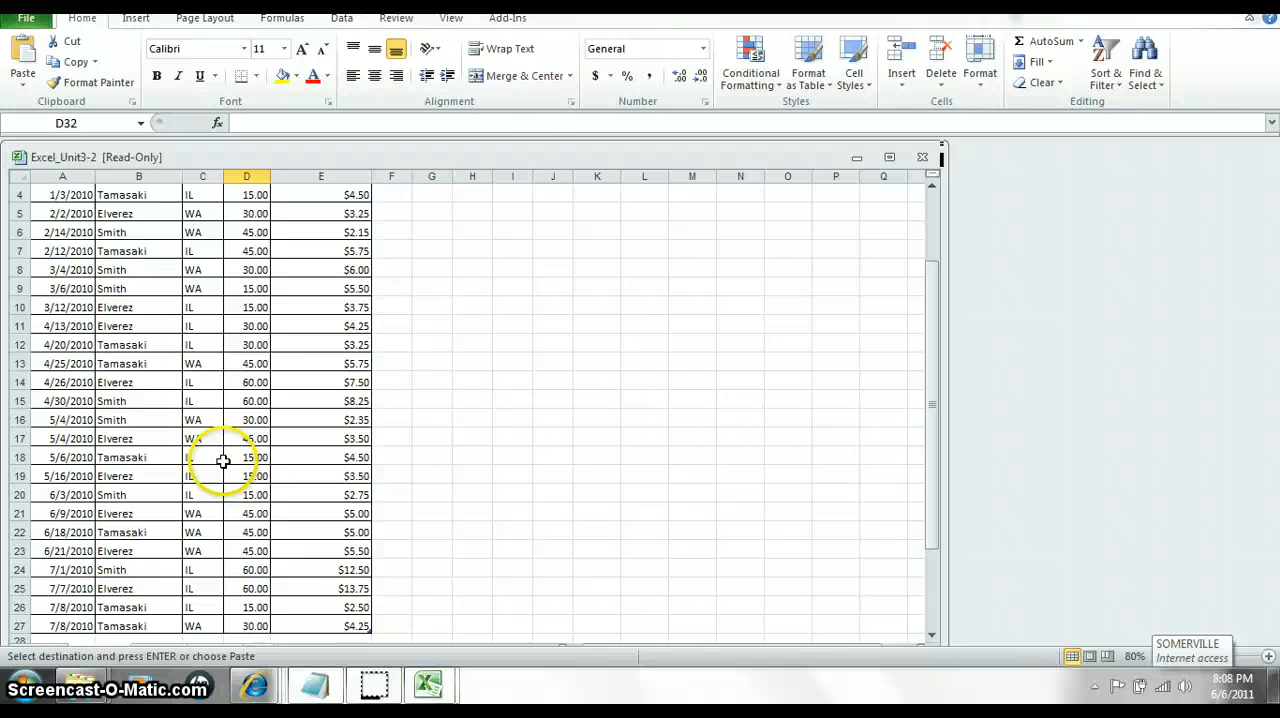 File Home Insert Page Layout Formulas Data Review View Add-Ins
Paste Cut Copy Format Painter Clipboard
Calibri 11 A A B I U A Font
Wrap Text Merge & Center Alignment
General $ % , Number
Conditional Formatting Format as Table Cell Styles Styles
Insert Delete Format Cells
Σ AutoSum Fill Clear Sort & Filter Find & Select Editing
D32 fx
Excel_Unit3-2 [Read-Only]
A B C D E F G H I J K L M N O P Q
4 1/3/2010 Tamasaki IL 15.00 $4.50
5 2/2/2010 Elverez WA 30.00 $3.25
6 2/14/2010 Smith WA 45.00 $2.15
7 2/12/2010 Tamasaki IL 45.00 $5.75
8 3/4/2010 Smith WA 30.00 $6.00
9 3/6/2010 Smith WA 15.00 $5.50
10 3/12/2010 Elverez IL 15.00 $3.75
11 4/13/2010 Elverez IL 30.00 $4.25
12 4/20/2010 Tamasaki IL 30.00 $3.25
13 4/25/2010 Tamasaki WA 45.00 $5.75
14 4/26/2010 Elverez IL 60.00 $7.50
15 4/30/2010 Smith IL 60.00 $8.25
16 5/4/2010 Smith WA 30.00 $2.35
17 5/4/2010 Elverez WA 45.00 $3.50
18 5/6/2010 Tamasaki IL 15.00 $4.50
19 5/16/2010 Elverez IL 15.00 $3.50
20 6/3/2010 Smith IL 15.00 $2.75
21 6/9/2010 Elverez WA 45.00 $5.00
22 6/18/2010 Tamasaki WA 45.00 $5.00
23 6/21/2010 Elverez WA 45.00 $5.50
24 7/1/2010 Smith IL 60.00 $12.50
25 7/7/2010 Elverez IL 60.00 $13.75
26 7/8/2010 Tamasaki IL 15.00 $2.50
27 7/8/2010 Tamasaki WA 30.00 $4.25
28
Select destination and press ENTER or choose Paste 80%
SOMERVILLE
Internet access
Screencast-O-Matic.com
8:08 PM
6/6/2011